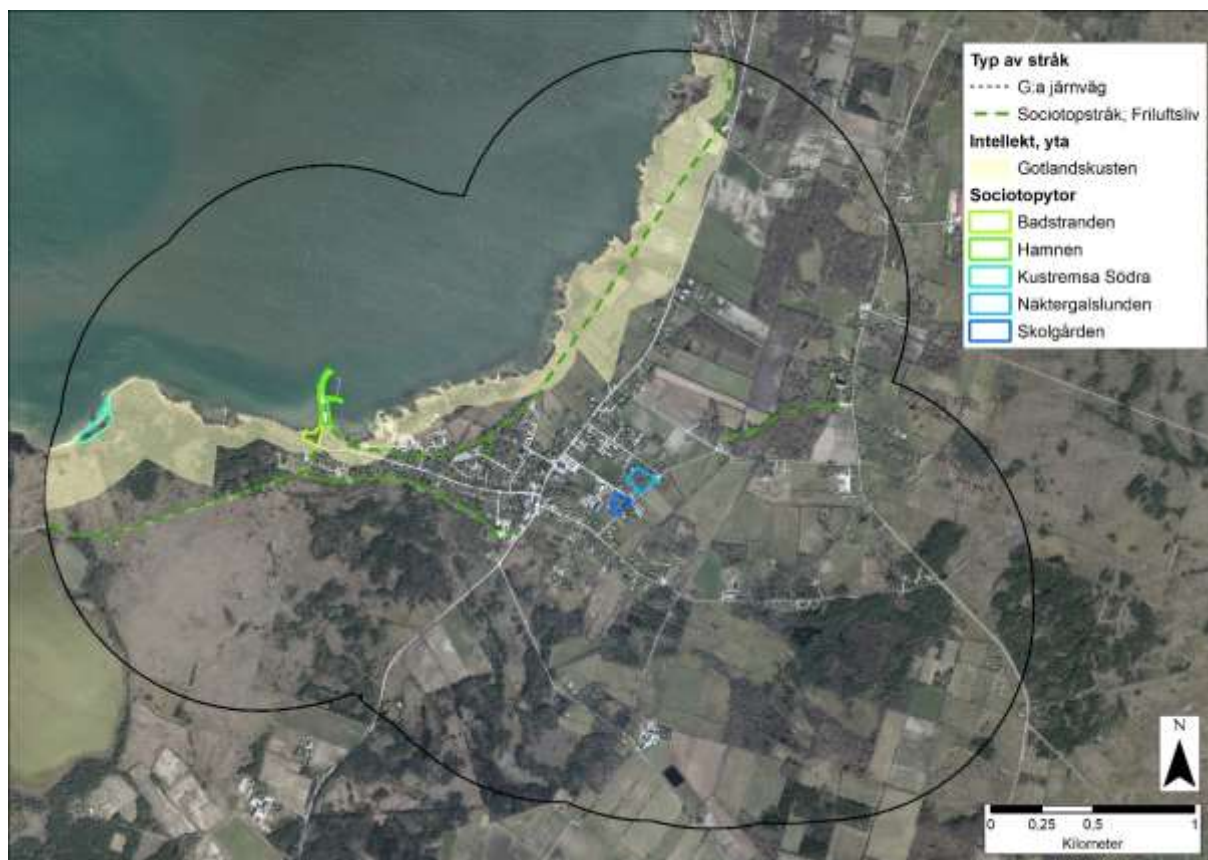 Typ av stråk
G:a järnväg
Sociotopstråk; Friluftsliv
Intellekt, yta
Gotlandskusten
Sociotopytor
Badstranden
Hamnen
Kustremsa Södra
Näktergalslunden
Skolgården
N
0 0,25 0,5 1
Kilometer